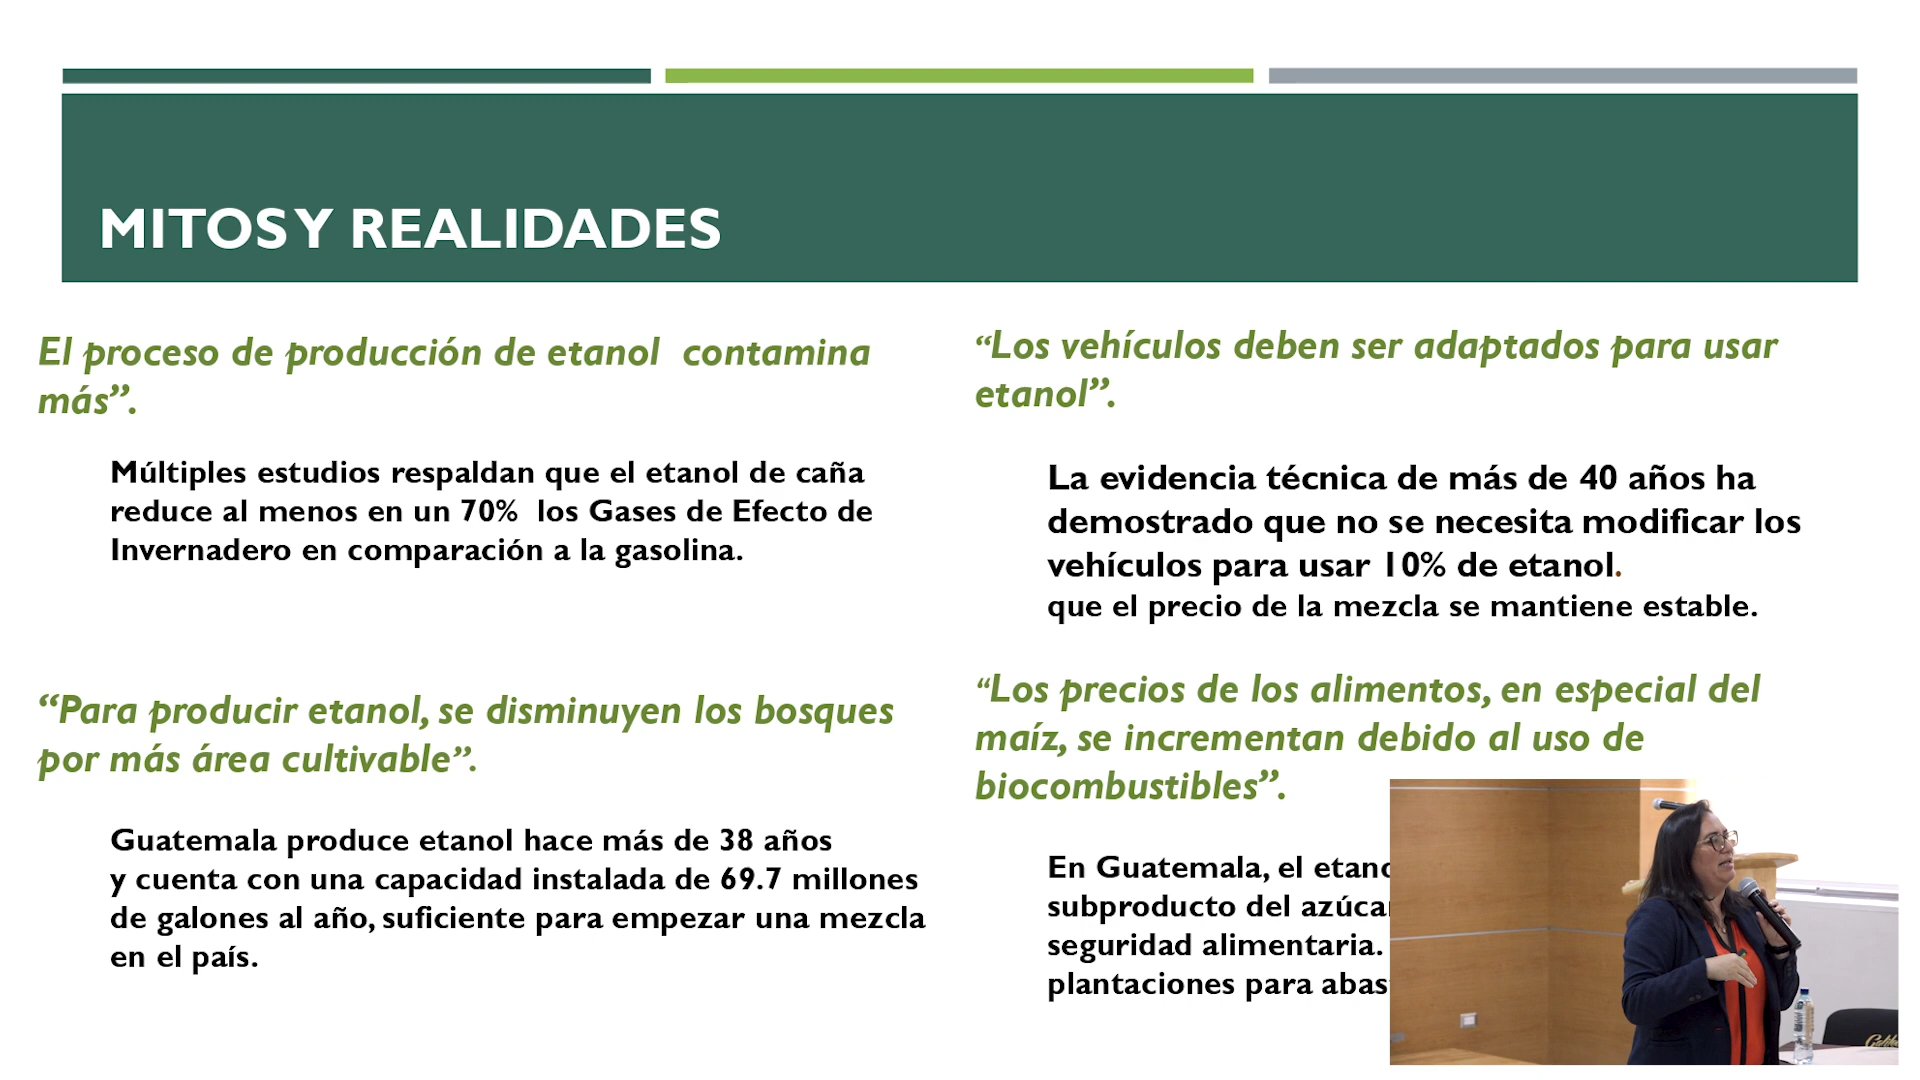 MITOS Y REALIDADES
El proceso de producción de etanol contamina
más”.
Múltiples estudios respaldan que el etanol de caña
reduce al menos en un 70% los Gases de Efecto de
Invernadero en comparación a la gasolina.
“Para producir etanol, se disminuyen los bosques
por más área cultivable”.
Guatemala produce etanol hace más de 38 años
y cuenta con una capacidad instalada de 69.7 millones
de galones al año, suficiente para empezar una mezcla
en el país.
“Los vehículos deben ser adaptados para usar
etanol”.
La evidencia técnica de más de 40 años ha
demostrado que no se necesita modificar los
vehículos para usar 10% de etanol.
que el precio de la mezcla se mantiene estable.
“Los precios de los alimentos, en especial del
maíz, se incrementan debido al uso de
biocombustibles”.
En Guatemala, el
subproducto del
seguridad alimentaria.
plantaciones para